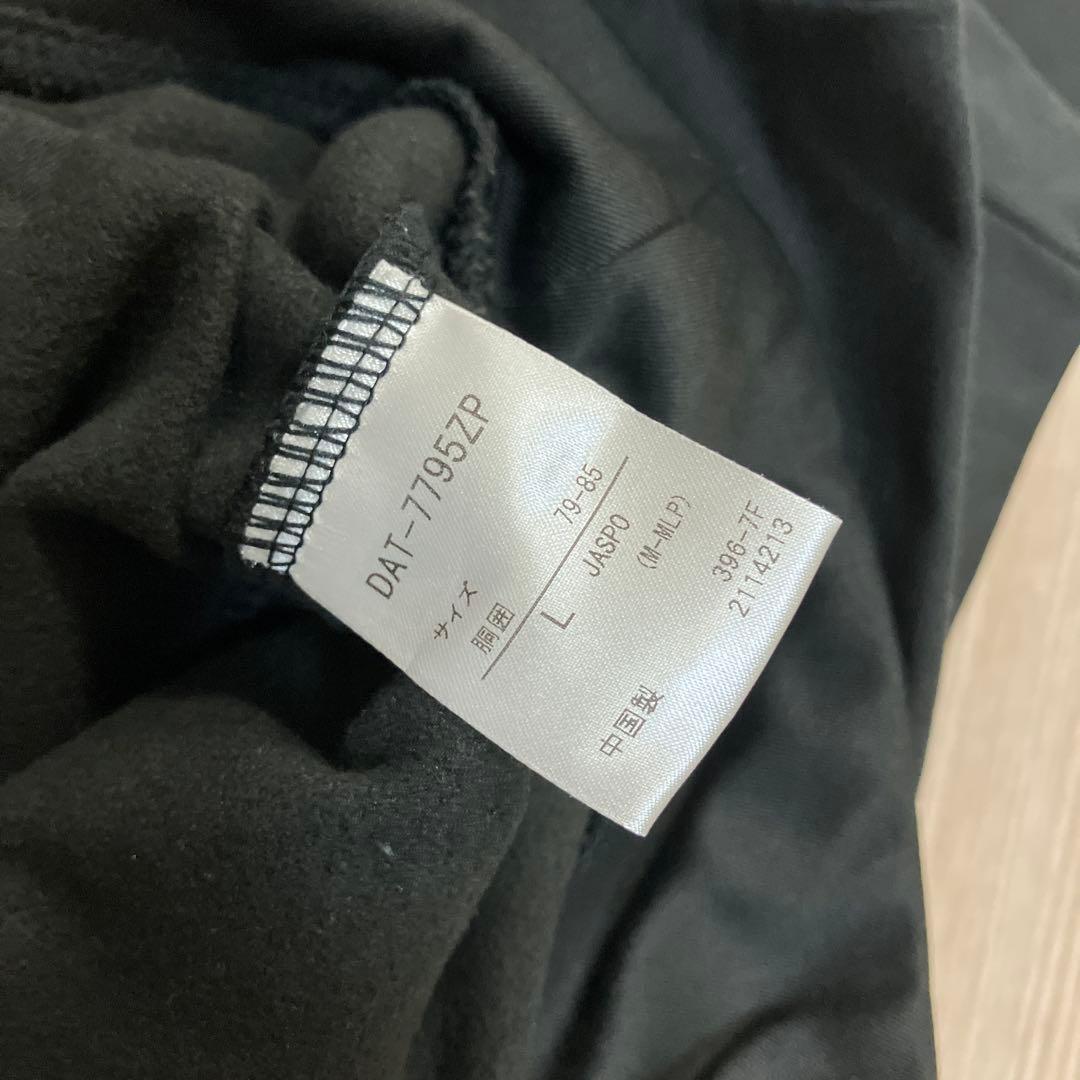 DAT-7795ZP
サイズ
胴囲 79-85
L JASPO
(M-MLP)
396-7F
中国製 2114213